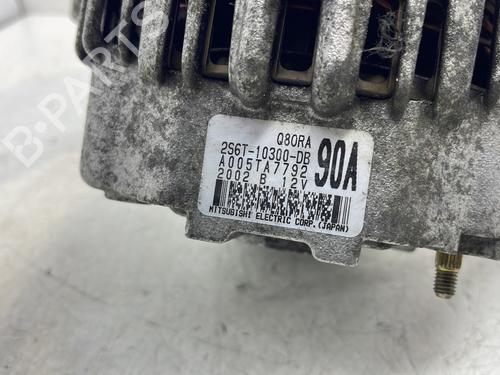 Q80RA
2S6T-10300-DB
A005TA7792 90A
2002 B 12V
MITSUBISHI ELECTRIC CORP.(JAPAN)
B-PARTS